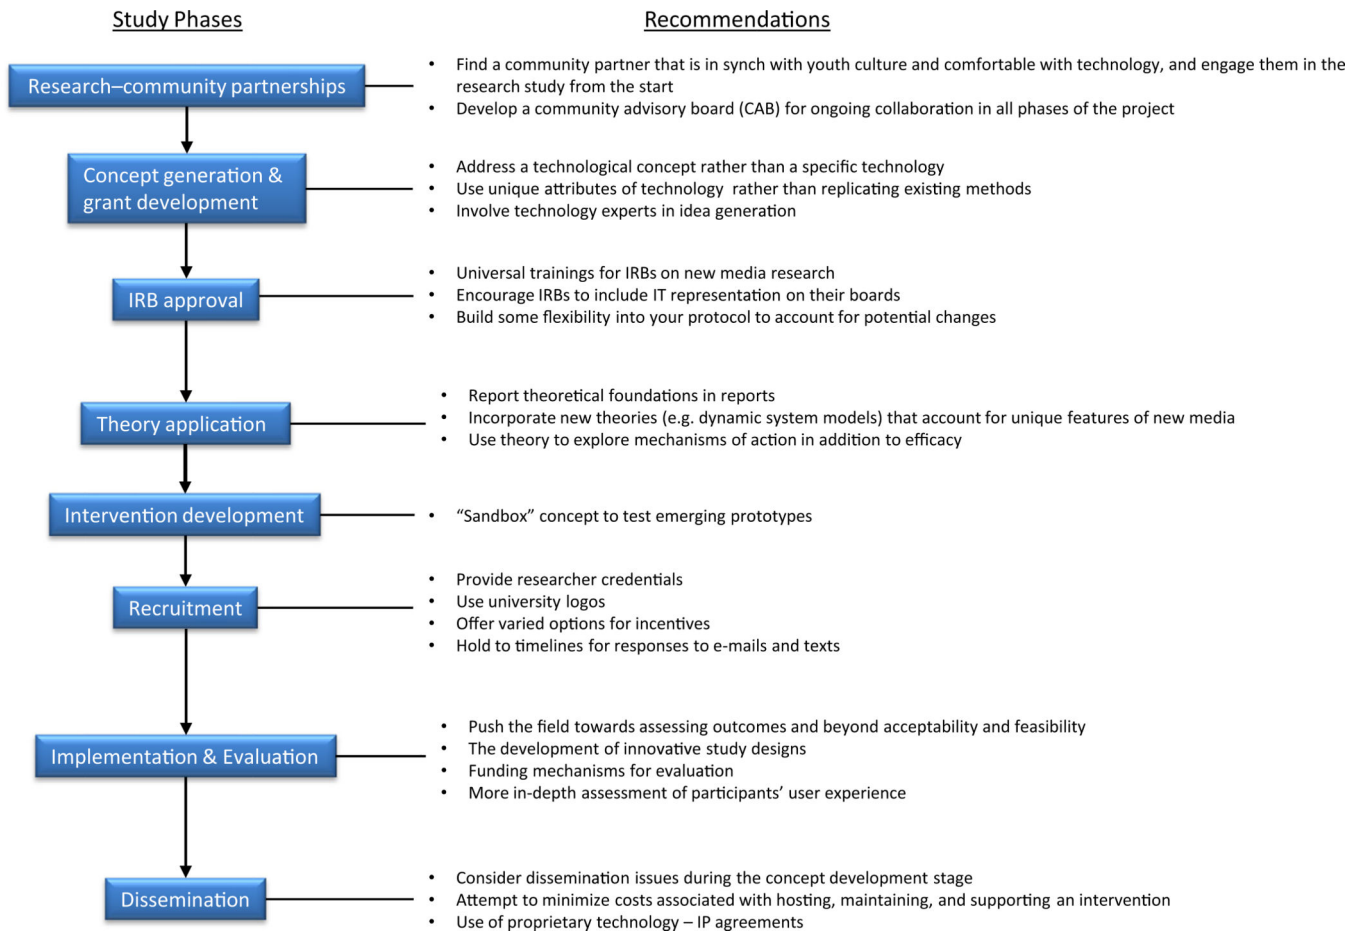 Study Phases
Recommendations
Research–community partnerships
• Find a community partner that is in synch with youth culture and comfortable with technology, and engage them in the
research study from the start
• Develop a community advisory board (CAB) for ongoing collaboration in all phases of the project
Concept generation &
grant development
• Address a technological concept rather than a specific technology
• Use unique attributes of technology rather than replicating existing methods
• Involve technology experts in idea generation
IRB approval
• Universal trainings for IRBs on new media research
• Encourage IRBs to include IT representation on their boards
• Build some flexibility into your protocol to account for potential changes
Theory application
• Report theoretical foundations in reports
• Incorporate new theories (e.g. dynamic system models) that account for unique features of new media
• Use theory to explore mechanisms of action in addition to efficacy
Intervention development
• “Sandbox” concept to test emerging prototypes
Recruitment
• Provide researcher credentials
• Use university logos
• Offer varied options for incentives
• Hold to timelines for responses to e-mails and texts
Implementation & Evaluation
• Push the field towards assessing outcomes and beyond acceptability and feasibility
• The development of innovative study designs
• Funding mechanisms for evaluation
• More in-depth assessment of participants’ user experience
Dissemination
• Consider dissemination issues during the concept development stage
• Attempt to minimize costs associated with hosting, maintaining, and supporting an intervention
• Use of proprietary technology – IP agreements